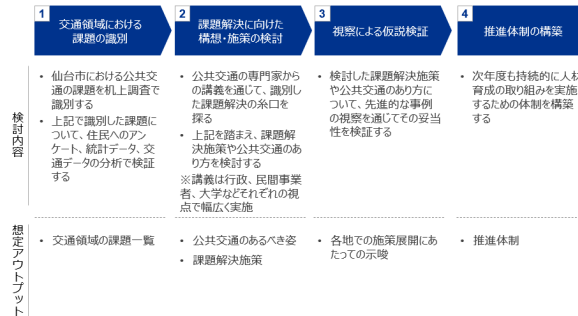 1
交通領域における
課題の識別
2
課題解決に向けた
構想・施策の検討
3
視察による仮説検証
4
推進体制の構築
検討内容
• 仙台市における公共交
通の課題を机上調査で
識別する
• 上記で識別した課題に
ついて、住民へのアン
ケート、統計データ、交
通データの分析で検証
する
• 公共交通の専門家から
の講義を通じて、識別し
た課題解決の糸口を
探る
• 上記を踏まえ、課題解
決施策や公共交通のあ
り方を検討する
※講義は行政、民間事業
者、大学などそれぞれの視
点で幅広く実施
• 検討した課題解決施策
や公共交通のあり方に
ついて、先進的な事例
の視察を通じてその妥当
性を検証する
• 次年度も持続的に人材
育成の取り組みを実施
するための体制を構築
する
想定アウトプット
• 交通領域の課題一覧
• 公共交通のあるべき姿
• 課題解決施策
• 各地での施策展開にあ
たっての示唆
• 推進体制